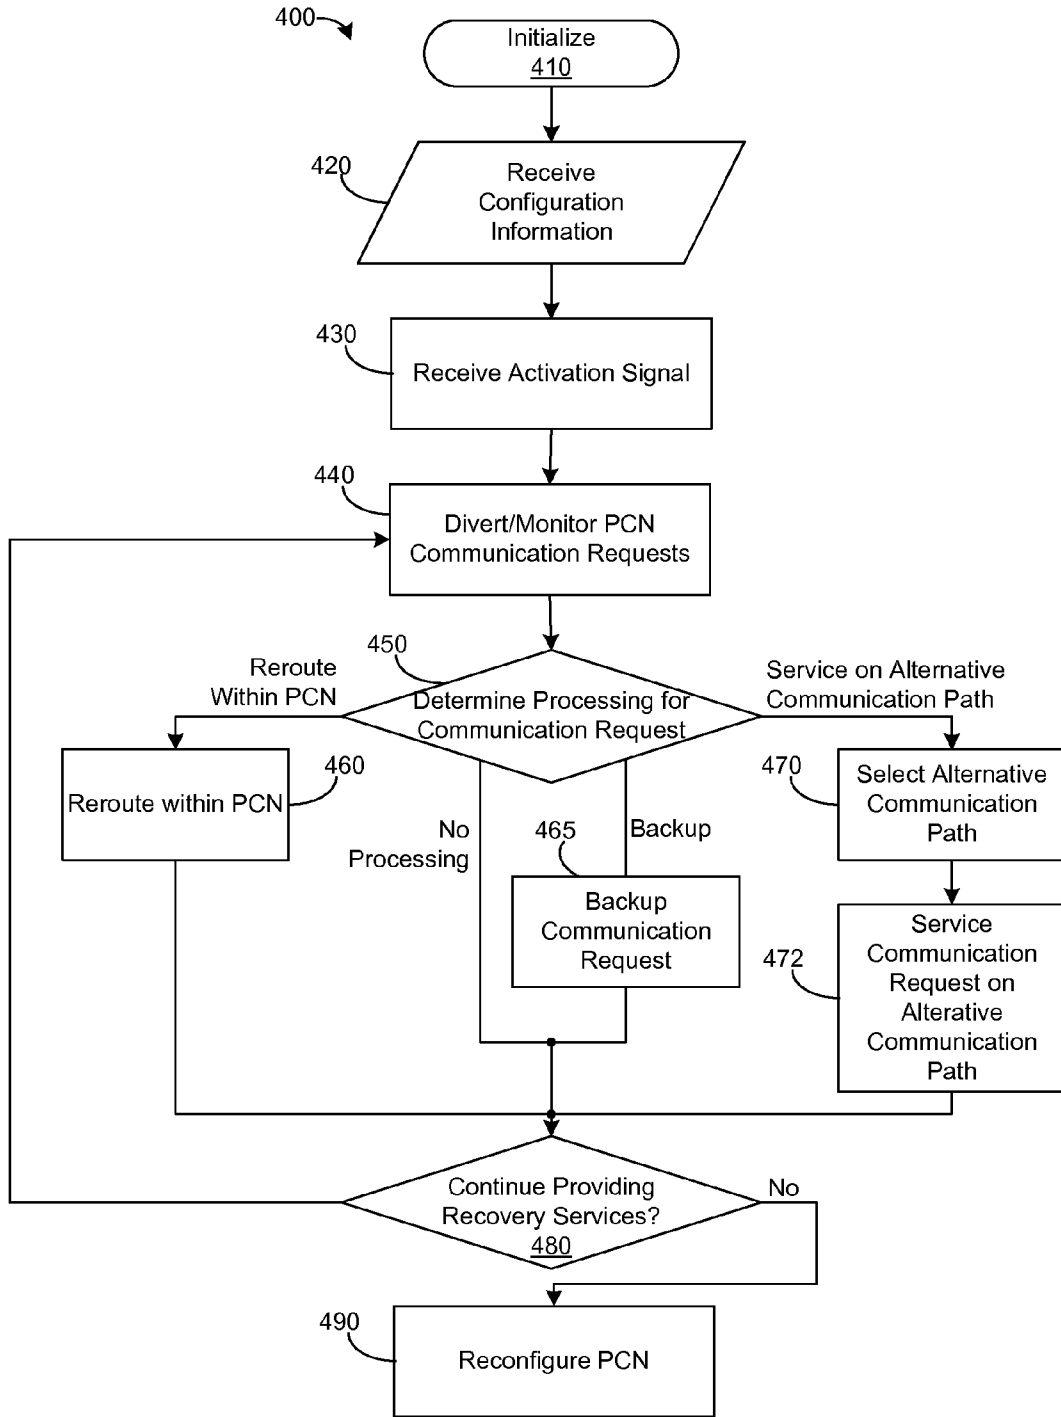 400
Initialize
410
420
Receive
Configuration
Information
430
Receive Activation Signal
440
Divert/Monitor PCN
Communication Requests
450
Reroute
Within PCN
Determine Processing for
Communication Request
Service on Alternative
Communication Path
460
Reroute within PCN
No
Processing
465
Backup
Backup
Communication
Request
470
Select Alternative
Communication
Path
472
Service
Communication
Request on
Alterative
Communication
Path
Continue Providing
Recovery Services?
480
No
490
Reconfigure PCN